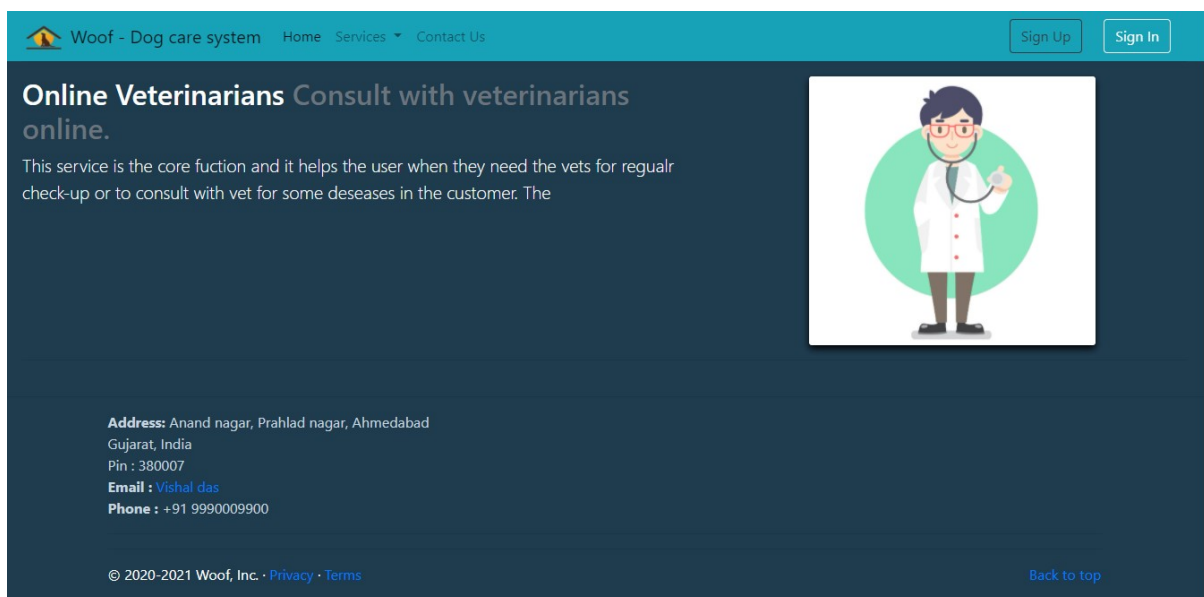 Woof - Dog care system Home Services Contact Us Sign Up Sign In
Online Veterinarians Consult with veterinarians
online.
This service is the core fuction and it helps the user when they need the vets for regualr
check-up or to consult with vet for some deseases in the customer. The
Address: Anand nagar, Prahlad nagar, Ahmedabad
Gujarat, India
Pin : 380007
Email : Vishal das
Phone : +91 9990009900
© 2020-2021 Woof, Inc. · Privacy · Terms Back to top